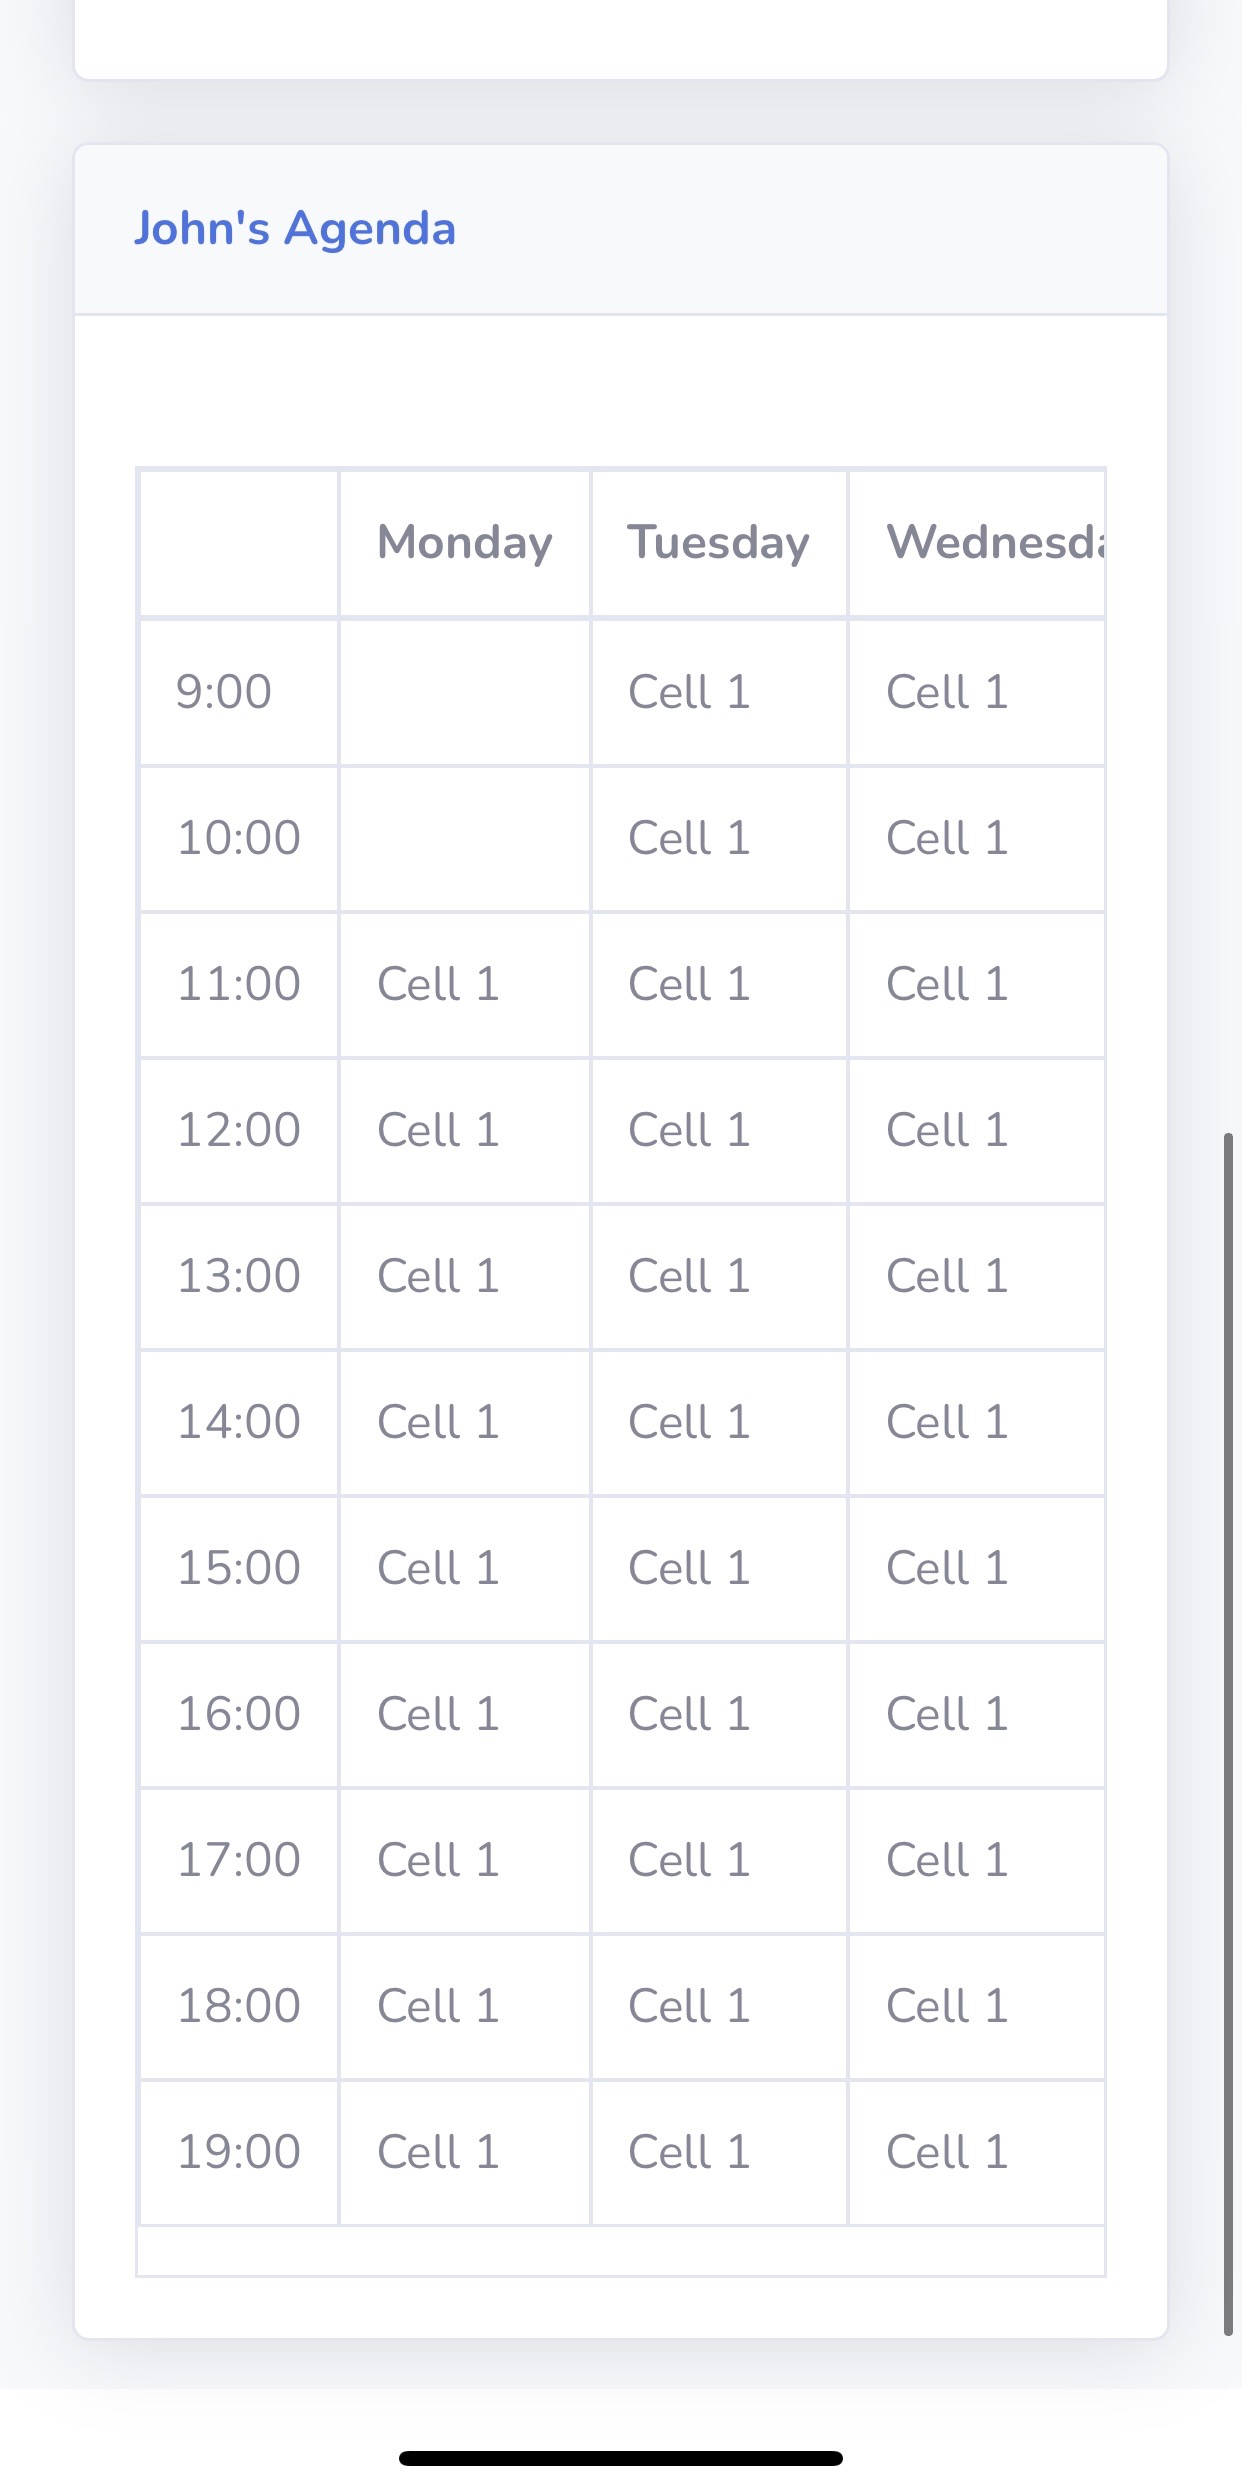 John's Agenda
Monday Tuesday Wednesda
9:00 Cell 1 Cell 1
10:00 Cell 1 Cell 1
11:00 Cell 1 Cell 1 Cell 1
12:00 Cell 1 Cell 1 Cell 1
13:00 Cell 1 Cell 1 Cell 1
14:00 Cell 1 Cell 1 Cell 1
15:00 Cell 1 Cell 1 Cell 1
16:00 Cell 1 Cell 1 Cell 1
17:00 Cell 1 Cell 1 Cell 1
18:00 Cell 1 Cell 1 Cell 1
19:00 Cell 1 Cell 1 Cell 1